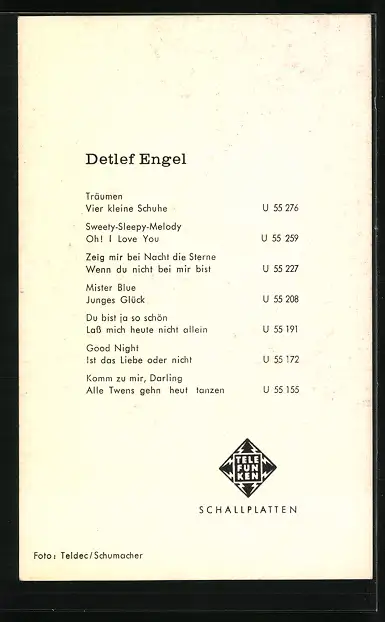 Detlef Engel
Träumen
Vier kleine Schuhe U 55 276
Sweety-Sleepy-Melody
Oh! I Love You U 55 259
Zeig mir bei Nacht die Sterne
Wenn du nicht bei mir bist U 55 227
Mister Blue
Junges Glück U 55 208
Du bist ja so schön
Laß mich heute nicht allein U 55 191
Good Night
Ist das Liebe oder nicht U 55 172
Komm zu mir, Darling
Alle Twens gehn heut tanzen U 55 155
TELE
FUN
KEN
SCHALLPLATTEN
Foto: Teldec/Schumacher